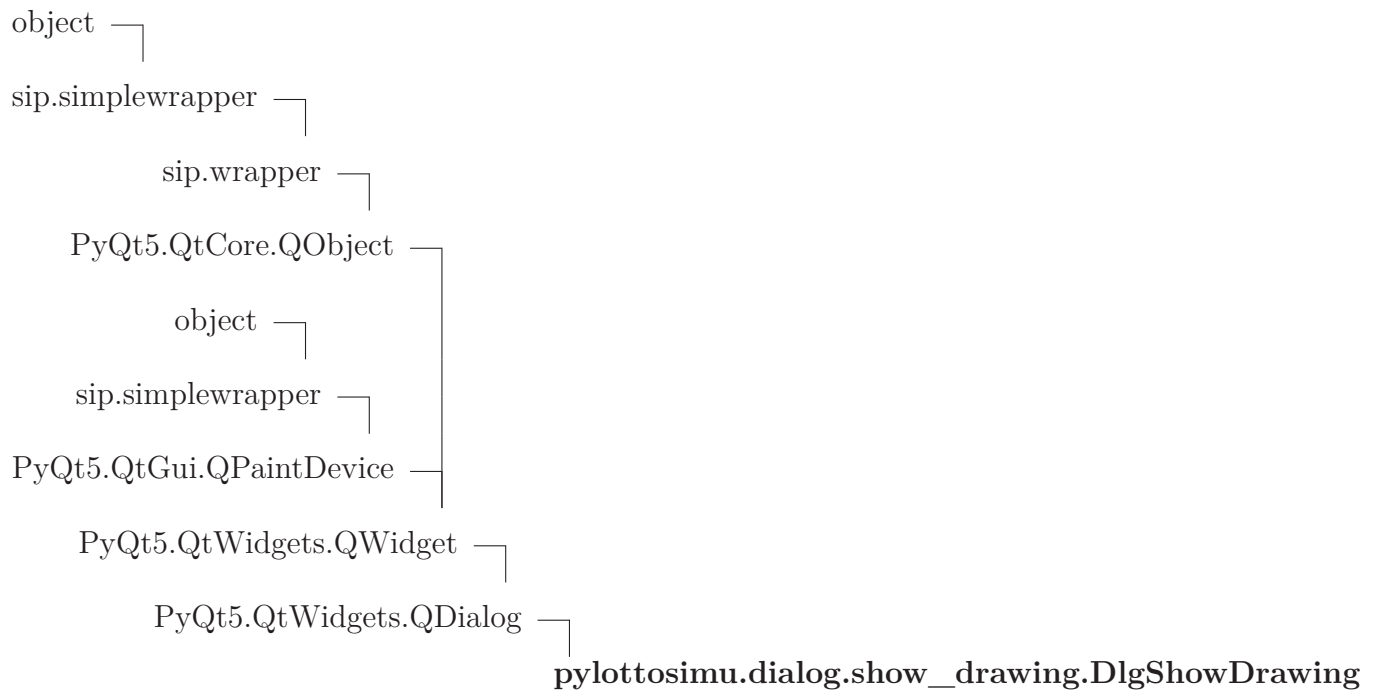 object
sip.simplewrapper
sip.wrapper
PyQt5.QtCore.QObject
object
sip.simplewrapper
PyQt5.QtGui.QPaintDevice
PyQt5.QtWidgets.QWidget
PyQt5.QtWidgets.QDialog
pylottosimu.dialog.show_drawing.DlgShowDrawing